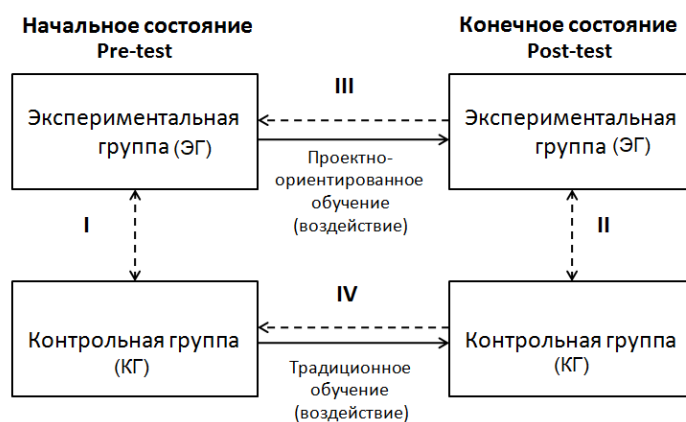 Начальное состояние
Pre-test
Конечное состояние
Post-test
Экспериментальная
группа (ЭГ)
III
Проектно-
ориентированное
обучение
(воздействие)
Экспериментальная
группа (ЭГ)
I
II
Контрольная группа
(КГ)
IV
Традиционное
обучение
(воздействие)
Контрольная группа
(КГ)